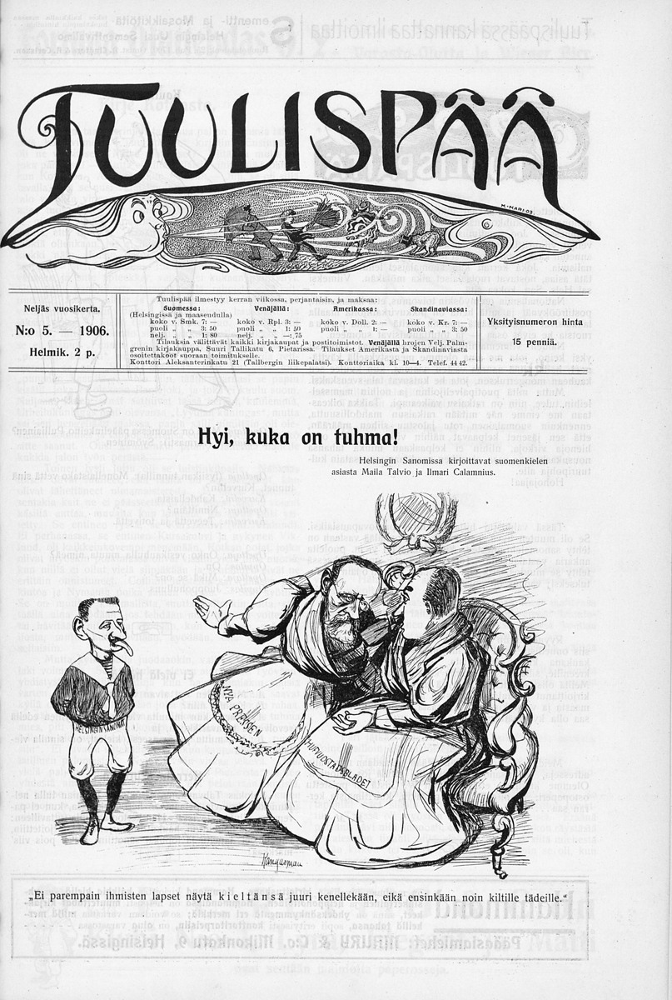 TUULISPÄÄ
K·KARI·03.
Neljäs vuosikerta.
N:o 5. — 1906.
Helmik. 2 p.
Tuulispää ilmestyy kerran viikossa, perjantaisin, ja maksaa:
Suomessa: Venäjällä: Amerikassa: Skandinaviassa:
(Helsingissä ja maaseudulla)
koko v. Smk. 7: — koko v. Rpl. 3: — koko v. Doll. 2: — koko v. Kr. 7: —
puoli „ „ 3: 50 puoli „ „ 1: 50 puoli „ „ 1: — puoli „ „ 3: 50
nelj. „ „ 1: 80 nelj. „ „ —: 75
Tilauksia välittävät kaikki kirjakaupat ja postitoimistot. Venäjällä hrojen Velj. Palm-
grenin kirjakauppa, Suuri Tallikatu 6, Pietarissa. Tilaukset Amerikasta ja Skandinaviasta
osoitettakoot suoraan toimitukselle.
Konttori Aleksanterinkatu 21 (Tallbergin liikepalatsi). Konttoriaika kl. 10—4. Telef. 44 42.
Yksityisnumeron hinta
15 penniä.
Hyi, kuka on tuhma!
Helsingin Sanomissa kirjoittavat suomenkielen
asiasta Maila Talvio ja Ilmari Calamnius.
HELSINGIN SANOMAT
NYA PRESSEN
HUFVUDSTADSBLADET
„Ei parempain ihmisten lapset näytä kieltänsä juuri kenellekään, eikä ensinkään noin kiltille tädeille.“